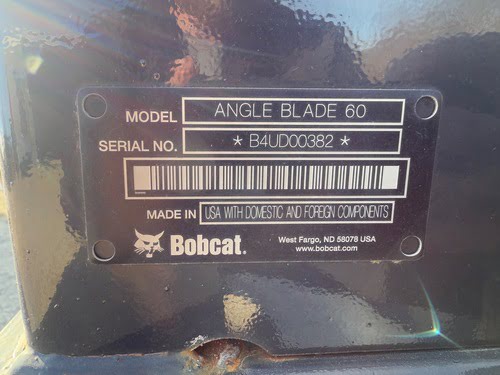 MODEL ANGLE BLADE 60
SERIAL NO. * B4UD00382 *
MADE IN USA WITH DOMESTIC AND FOREIGN COMPONENTS
Bobcat.
West Fargo, ND 58078 USA
www.bobcat.com